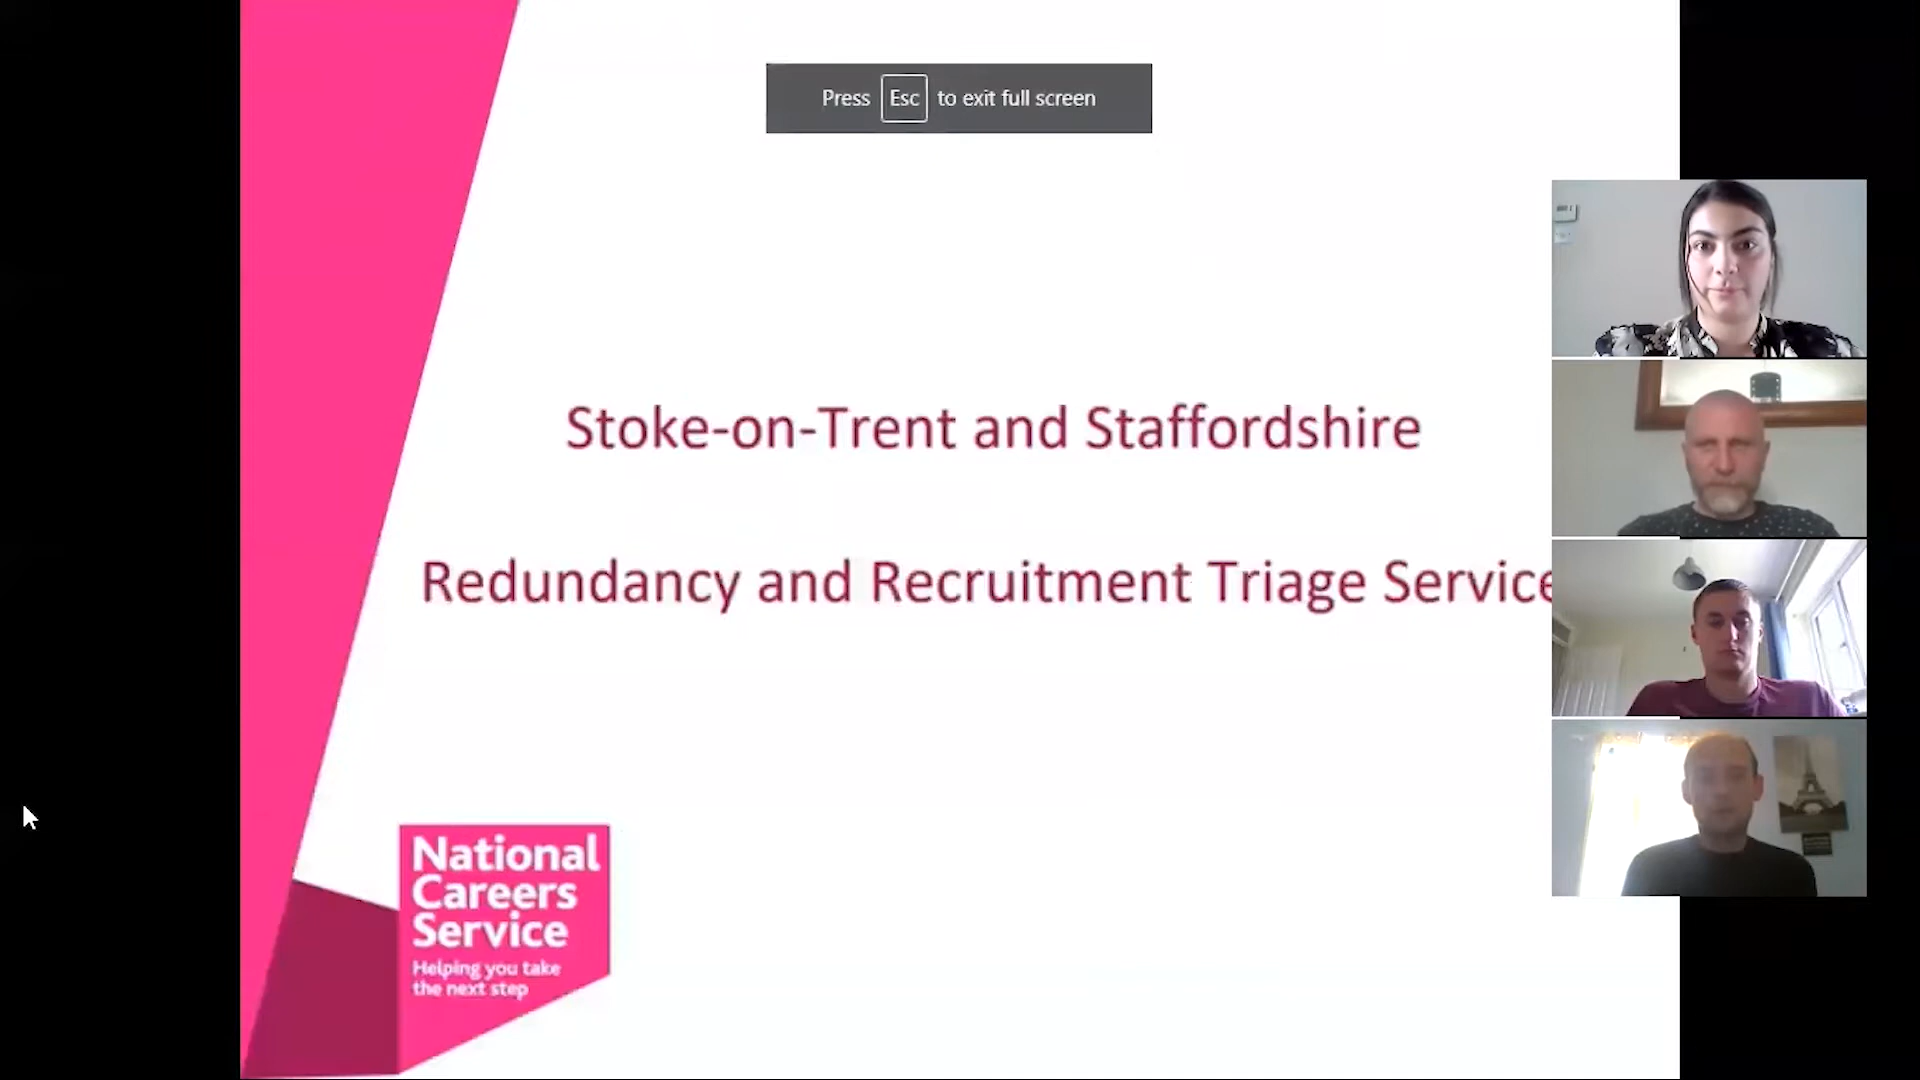 Press Esc to exit full screen
Stoke-on-Trent and Staffordshire
Redundancy and Recruitment Triage Service
National
Careers
Service
Helping you take
the next step